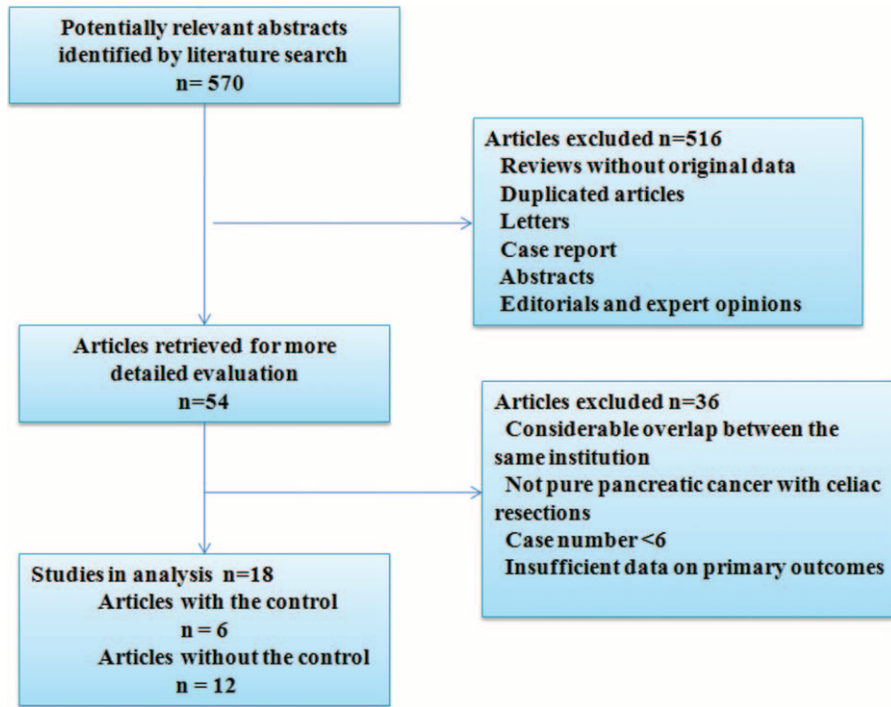 Potentially relevant abstracts
identified by literature search
n= 570
Articles excluded n=516
Reviews without original data
Duplicated articles
Letters
Case report
Abstracts
Editorials and expert opinions
Articles retrieved for more
detailed evaluation
n=54
Articles excluded n=36
Considerable overlap between the
same institution
Not pure pancreatic cancer with celiac
resections
Case number <6
Insufficient data on primary outcomes
Studies in analysis n=18
Articles with the control
n = 6
Articles without the control
n = 12